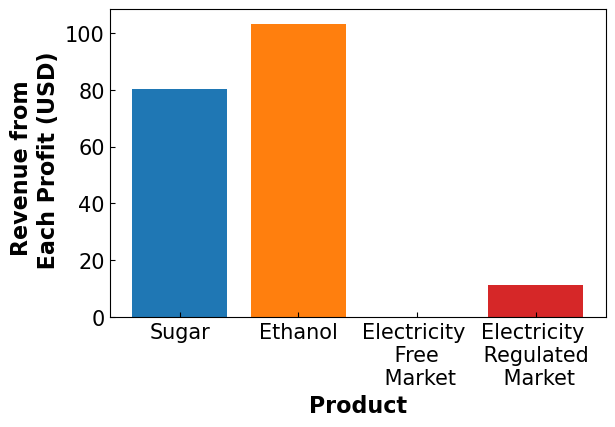 Revenue from
Each Profit (USD)
100
80
60
40
20
0
Sugar
Ethanol
Electricity
Free
Market
Electricity
Regulated
Market
Product